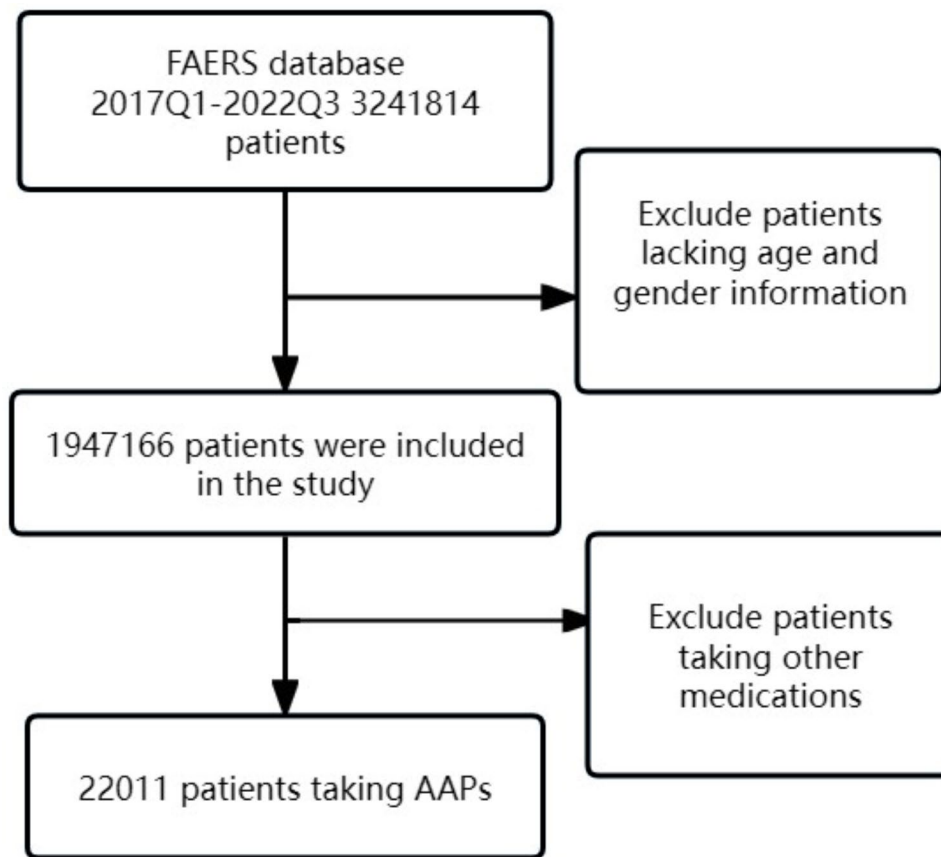 FAERS database
2017Q1-2022Q3 3241814
patients
Exclude patients
lacking age and
gender information
1947166 patients were included
in the study
Exclude patients
taking other
medications
22011 patients taking AAPs